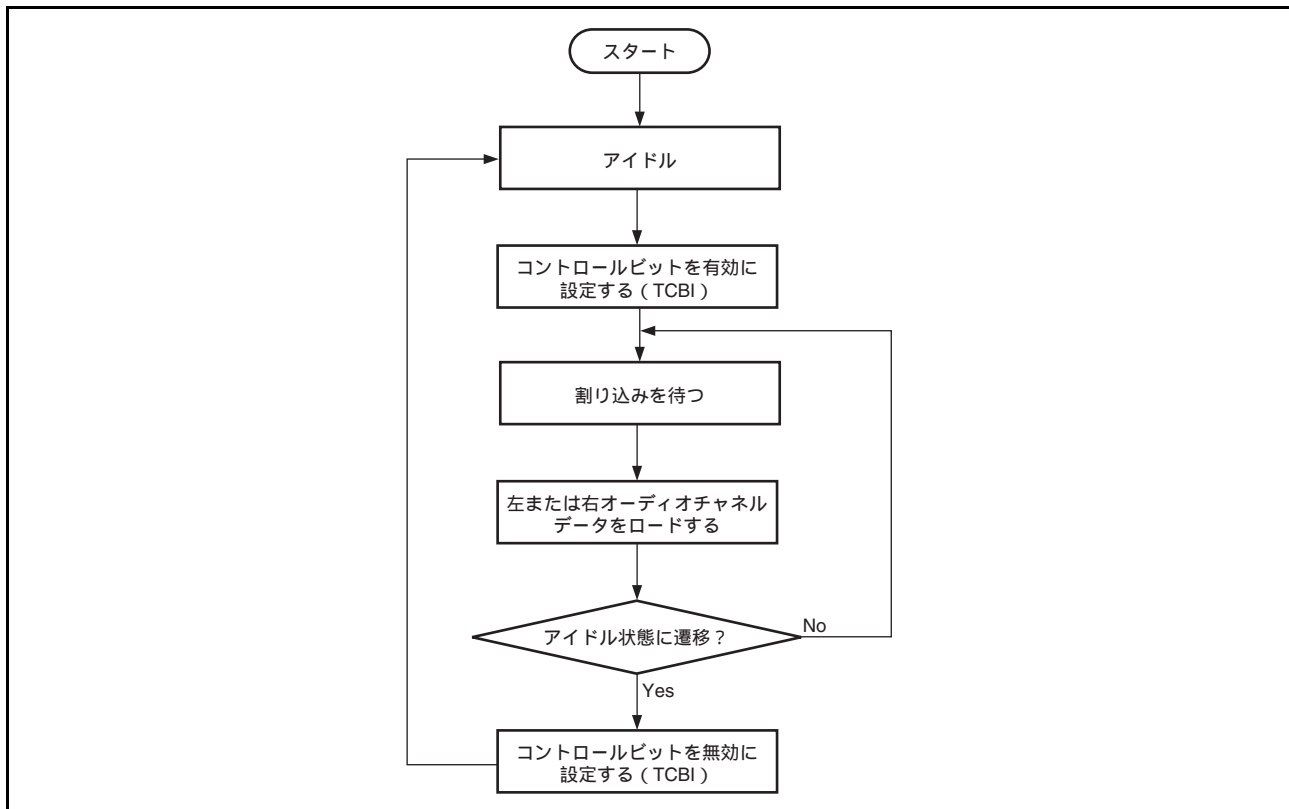 スタート
アイドル
コントロールビットを有効に
設定する（TCBI）
割り込みを待つ
左または右オーディオチャネル
データをロードする
アイドル状態に遷移？
No
Yes
コントロールビットを無効に
設定する（TCBI）